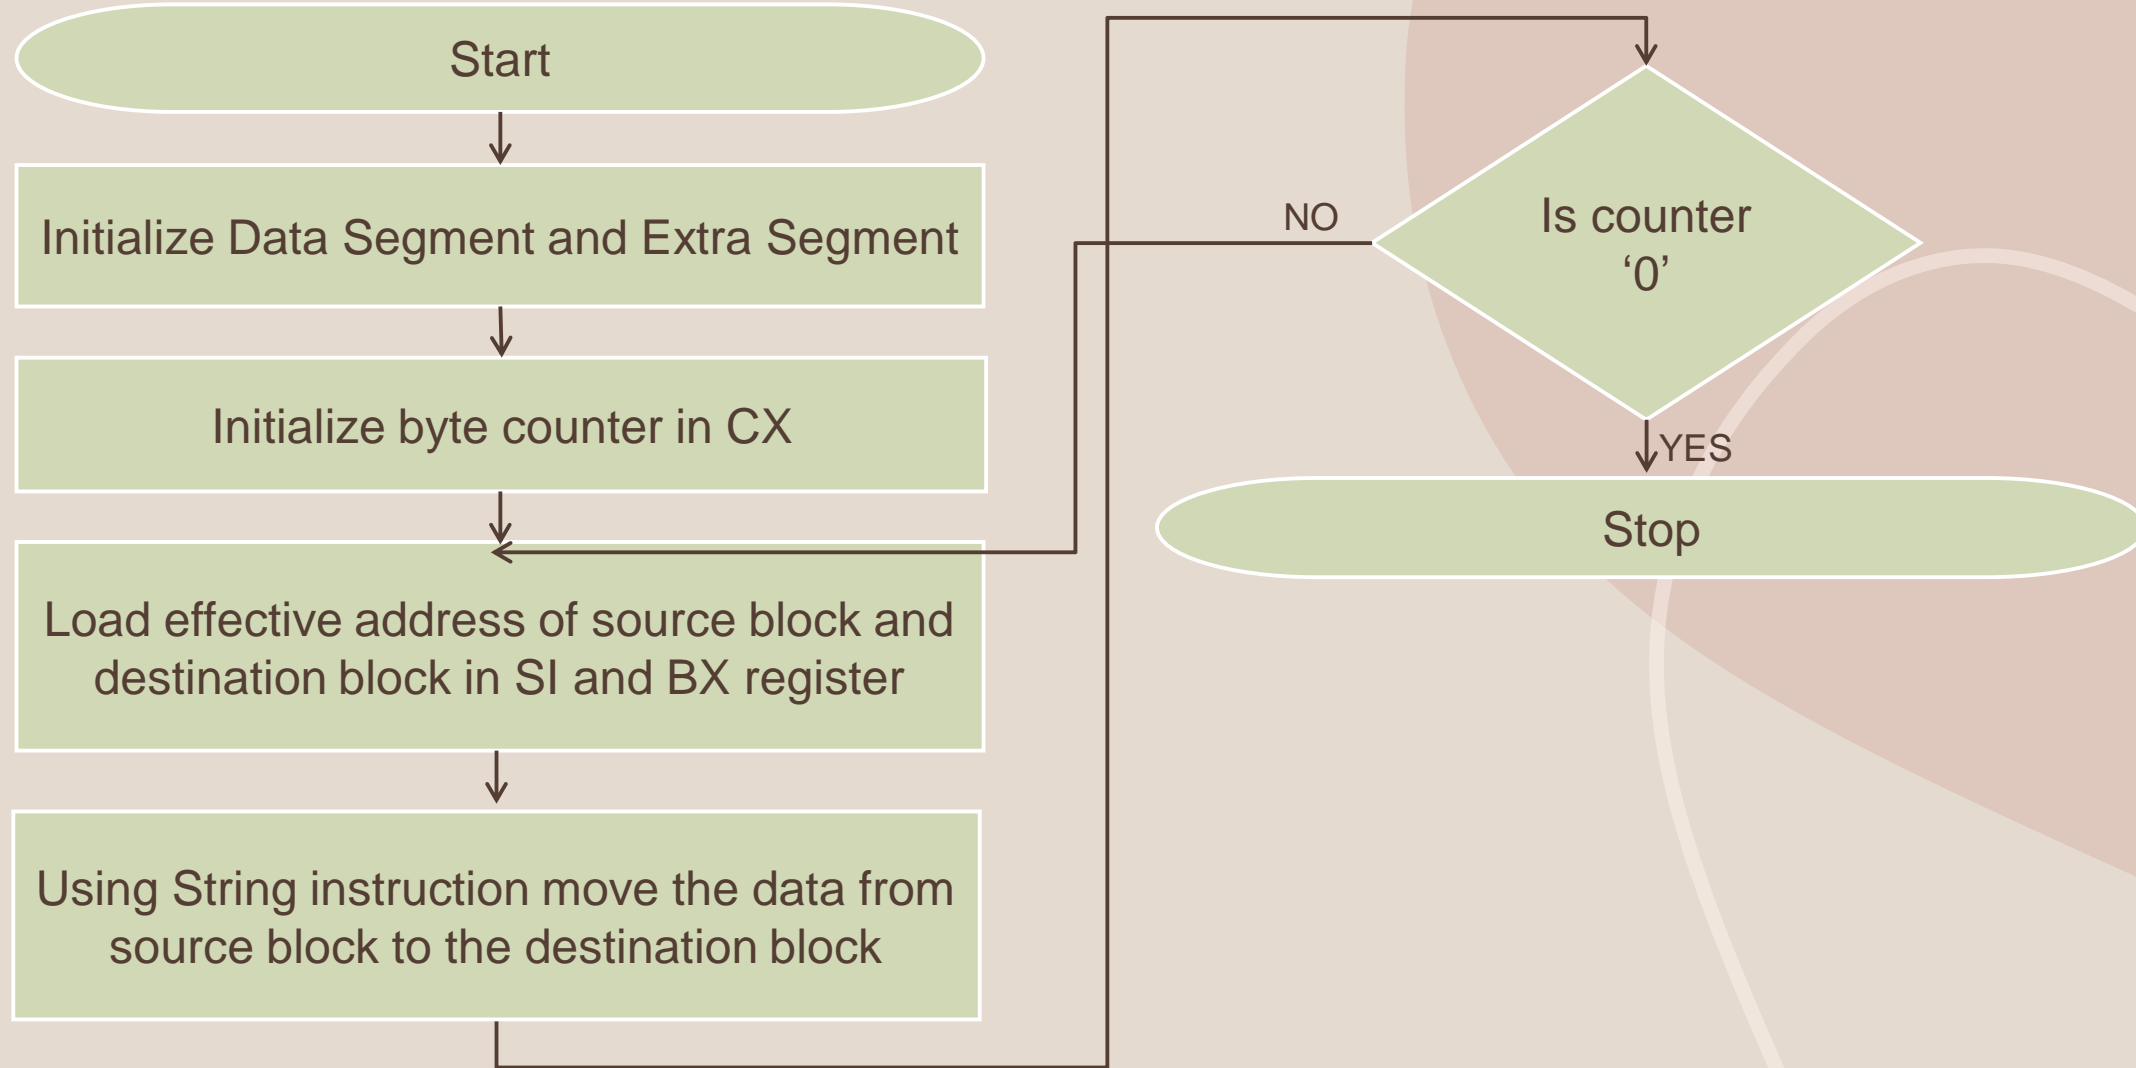 Start
Initialize Data Segment and Extra Segment
Initialize byte counter in CX
Load effective address of source block and
destination block in SI and BX register
Using String instruction move the data from
source block to the destination block
Is counter
‘0’
NO
YES
Stop